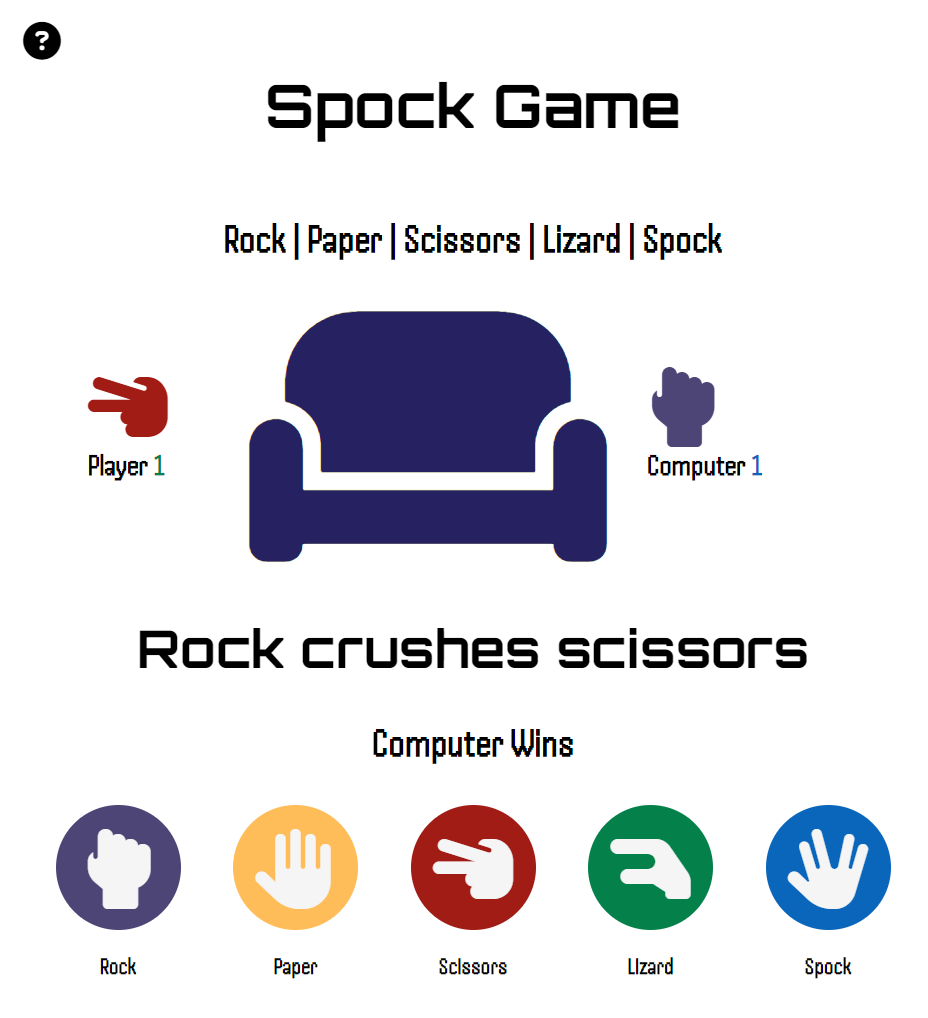 ?
Spock Game
Rock | Paper | Scissors | Lizard | Spock
Player 1
Computer 1
Rock crushes scissors
Computer Wins
Rock
Paper
Scissors
Lizard
Spock